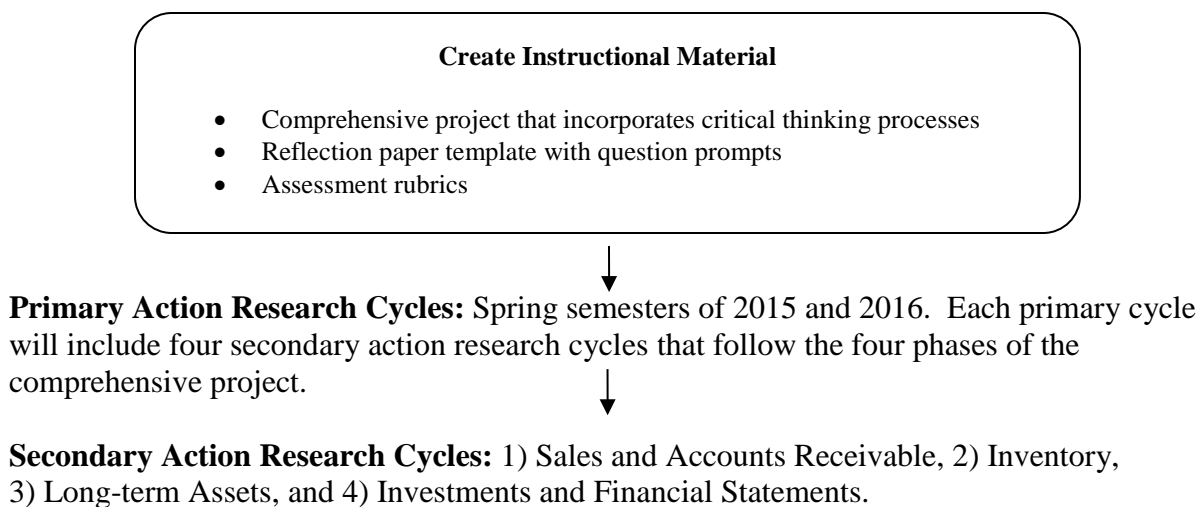 Create Instructional Material
• Comprehensive project that incorporates critical thinking processes
• Reflection paper template with question prompts
• Assessment rubrics
Primary Action Research Cycles: Spring semesters of 2015 and 2016.  Each primary cycle
will include four secondary action research cycles that follow the four phases of the
comprehensive project.
Secondary Action Research Cycles: 1) Sales and Accounts Receivable, 2) Inventory,
3) Long-term Assets, and 4) Investments and Financial Statements.